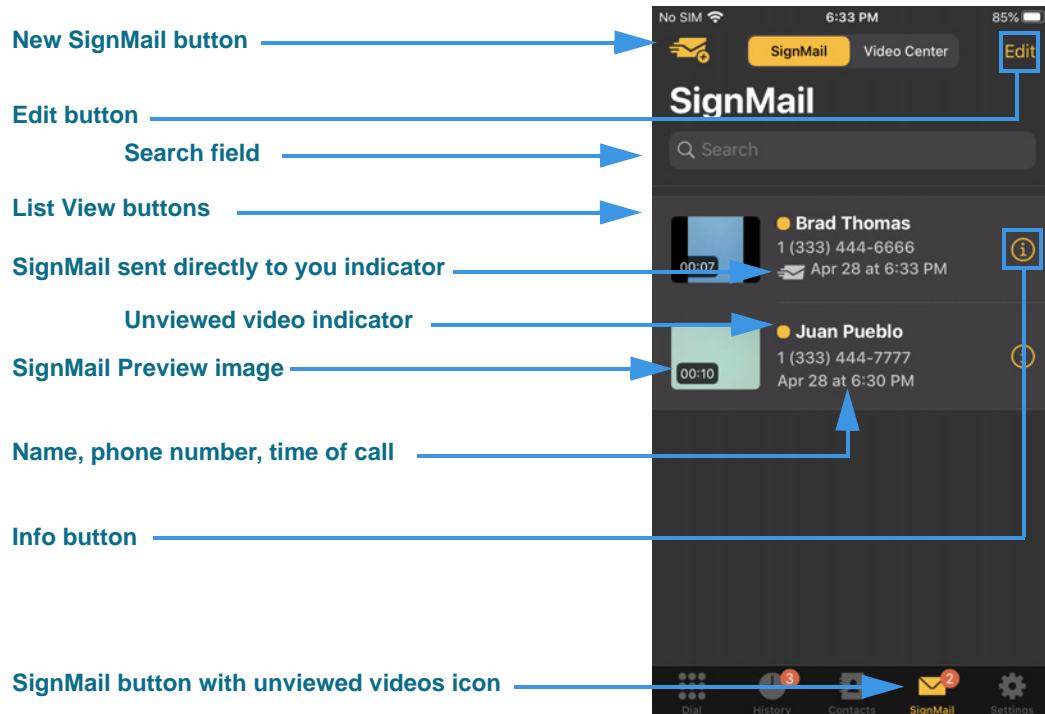 No SIM 6:33 PM 85%
New SignMail button
SignMail Video Center Edit
SignMail
Edit button
Search field
Search
List View buttons
Brad Thomas
1 (333) 444-6666
00:07
SignMail sent directly to you indicator
Apr 28 at 6:33 PM
Unviewed video indicator
Juan Pueblo
SignMail Preview image
1 (333) 444-7777
00:10
Apr 28 at 6:30 PM
Name, phone number, time of call
Info button
SignMail button with unviewed videos icon
3 2
Dial History Contacts SignMail Settings